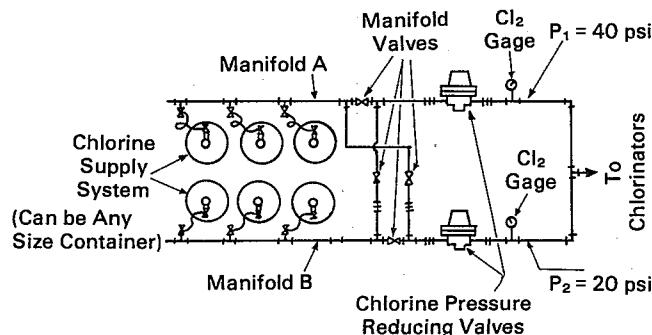 Manifold
Valves
Cl₂
Gage
P₁ = 40 psi
Manifold A
Chlorine
Supply
System
(Can be Any
Size Container)
Cl₂
Gage
To
Chlorinators
Manifold B
Chlorine Pressure
Reducing Valves
P₂ = 20 psi